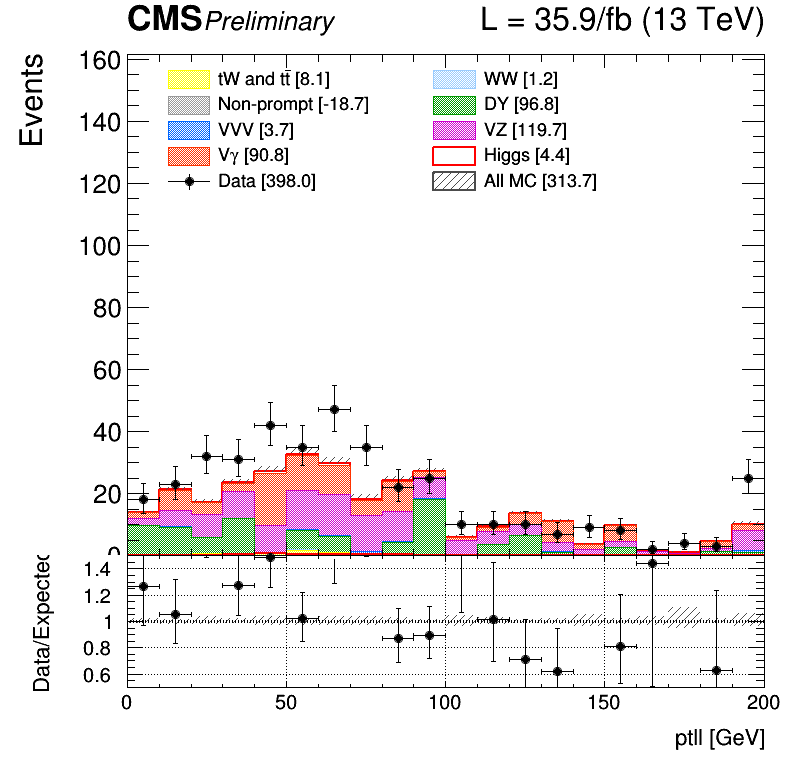 CMS Preliminary L = 35.9/fb (13 TeV)
Events
160
140
120
100
80
60
40
20
0
tW and tt̄ [8.1]
WW [1.2]
Non-prompt [-18.7]
DY [96.8]
VVV [3.7]
VZ [119.7]
Vγ [90.8]
Higgs [4.4]
Data [398.0]
All MC [313.7]
Data/Expected
1.4
1.2
1
0.8
0.6
0 50 100 150 200
ptll [GeV]